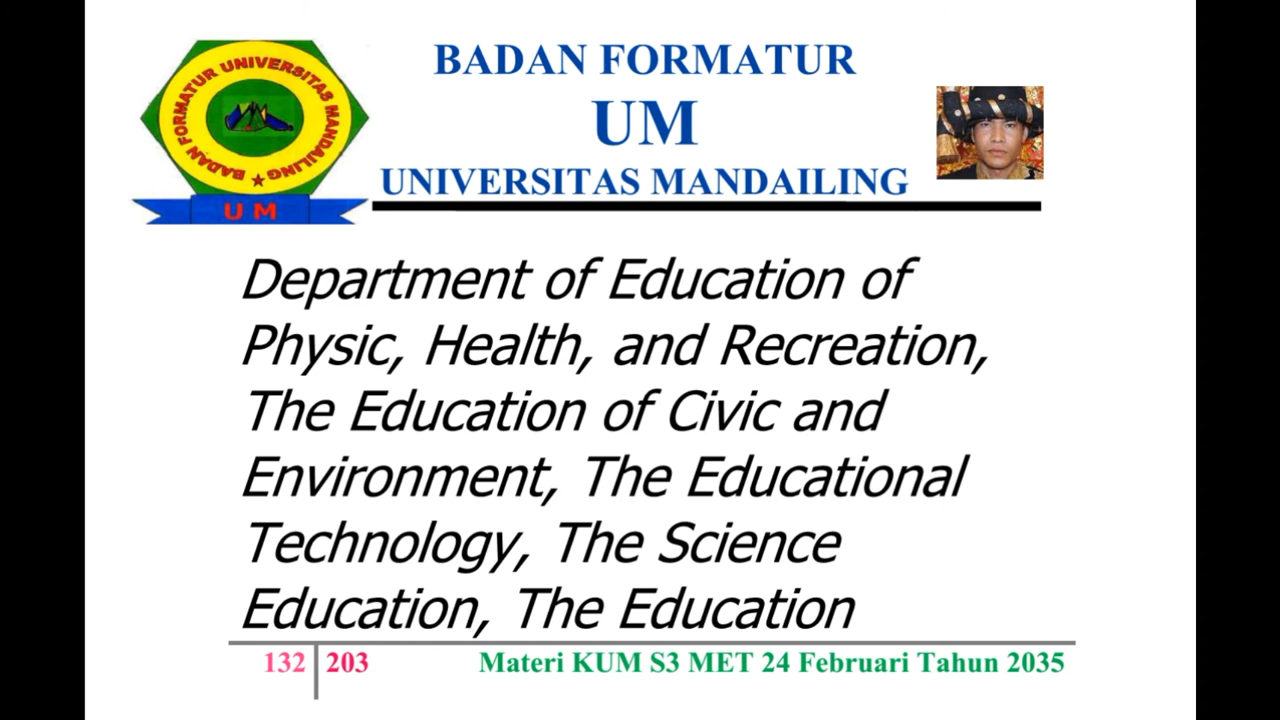 BADAN FORMATUR UNIVERSITAS MANDAILING
U M
BADAN FORMATUR
UM
UNIVERSITAS MANDAILING
Department of Education of
Physic, Health, and Recreation,
The Education of Civic and
Environment, The Educational
Technology, The Science
Education, The Education
132 203 Materi KUM S3 MET 24 Februari Tahun 2035